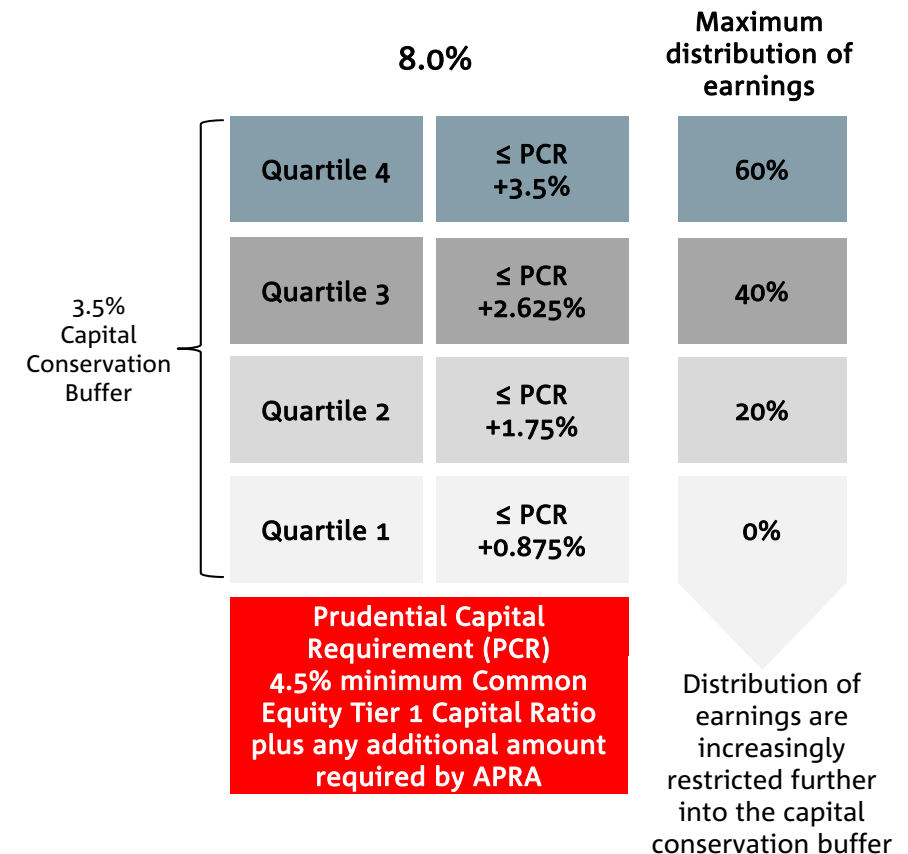 8.0%
Maximum
distribution of
earnings
3.5%
Capital
Conservation
Buffer
Quartile 4
≤ PCR
+3.5%
60%
Quartile 3
≤ PCR
+2.625%
40%
Quartile 2
≤ PCR
+1.75%
20%
Quartile 1
≤ PCR
+0.875%
0%
Prudential Capital
Requirement (PCR)
4.5% minimum Common
Equity Tier 1 Capital Ratio
plus any additional amount
required by APRA
Distribution of
earnings are
increasingly
restricted further
into the capital
conservation buffer